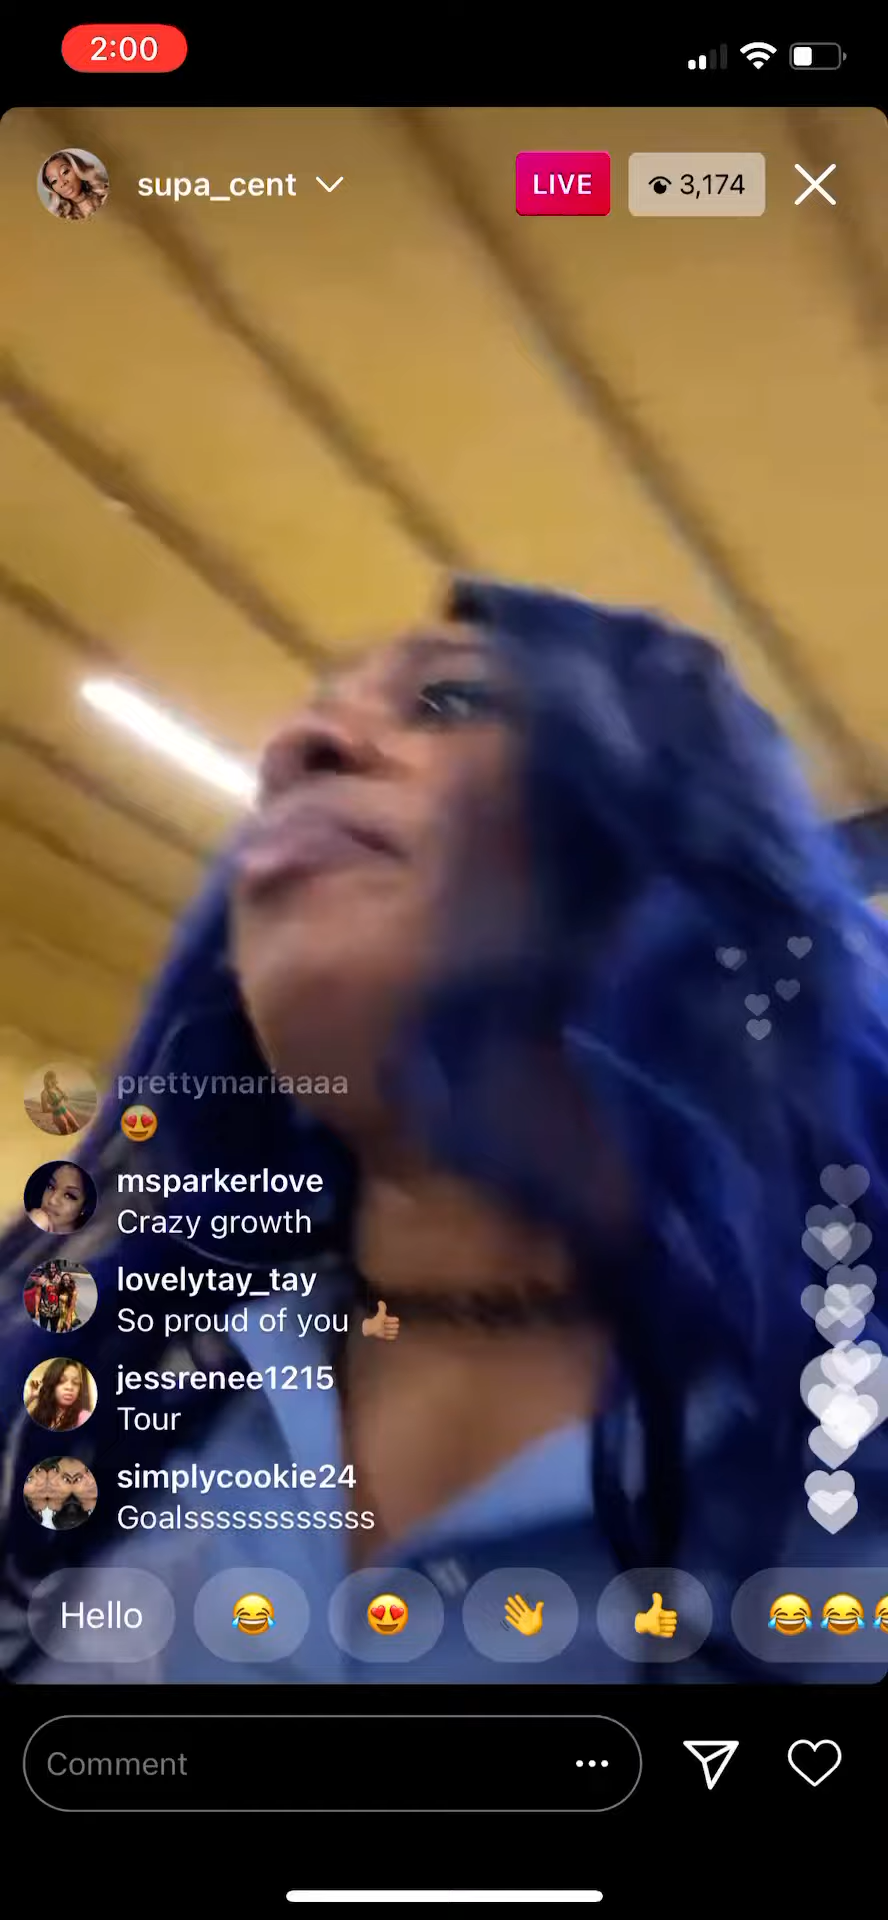 2:00
supa_cent
LIVE
3,174
prettymariaaaa
😍
msparkerlove
Crazy growth
lovelytay_tay
So proud of you 👍🏽
jessrenee1215
Tour
simplycookie24
Goalssssssssssss
Hello 😂 😍 👋 👍 😂😂😂
Comment